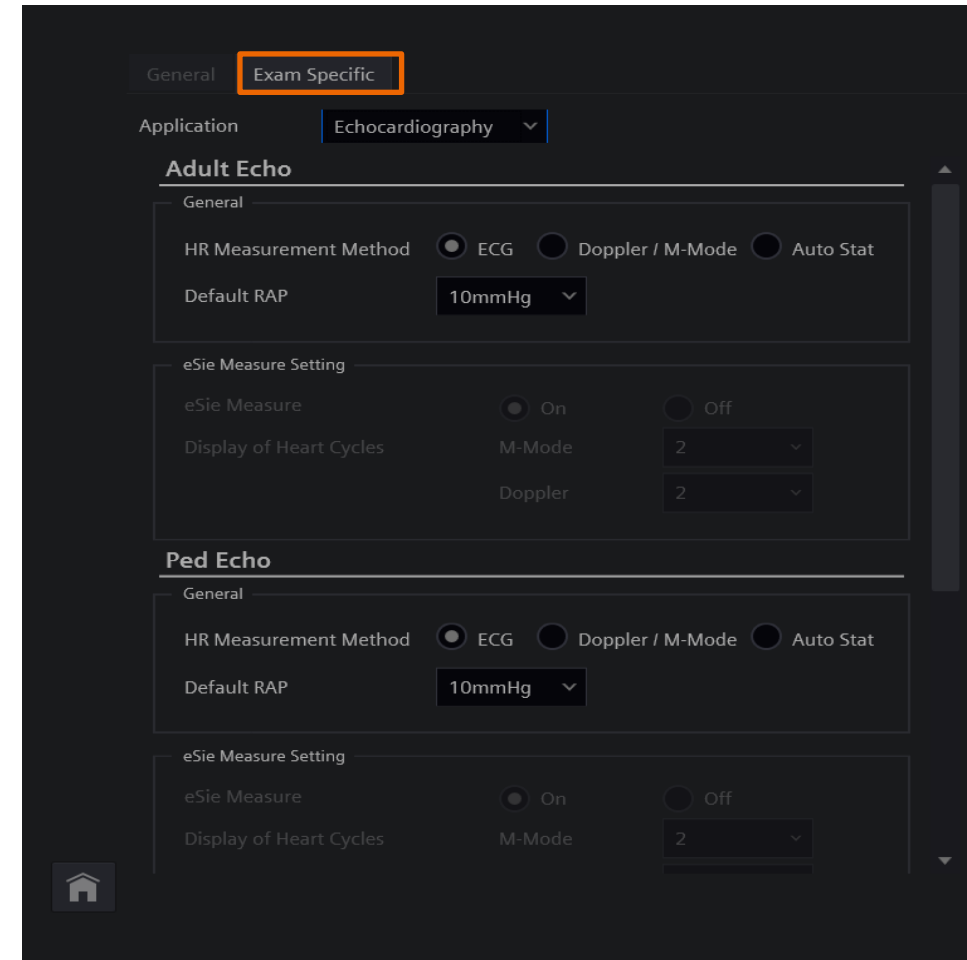 General Exam Specific
Application Echocardiography
Adult Echo
General
HR Measurement Method ECG Doppler / M-Mode Auto Stat
Default RAP 10mmHg
eSie Measure Setting
eSie Measure On Off
Display of Heart Cycles M-Mode 2
Doppler 2
Ped Echo
General
HR Measurement Method ECG Doppler / M-Mode Auto Stat
Default RAP 10mmHg
eSie Measure Setting
eSie Measure On Off
Display of Heart Cycles M-Mode 2